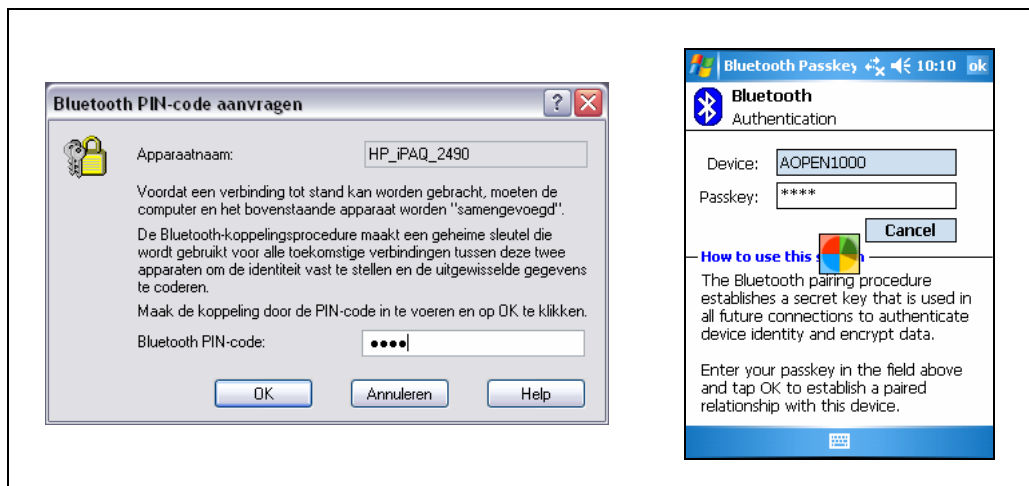 Bluetooth PIN-code aanvragen
Apparaatnaam: HP_iPAQ_2490
Voordat een verbinding tot stand kan worden gebracht, moeten de
computer en het bovenstaande apparaat worden "samengevoegd".
De Bluetooth-koppelingsprocedure maakt een geheime sleutel die
wordt gebruikt voor alle toekomstige verbindingen tussen deze twee
apparaten om de identiteit vast te stellen en de uitgewisselde gegevens
te coderen.
Maak de koppeling door de PIN-code in te voeren en op OK te klikken.
Bluetooth PIN-code: ●●●●
OK Annuleren Help
Bluetooth Passkey 10:10 ok
Bluetooth
Authentication
Device: AOPEN1000
Passkey: ****
Cancel
How to use this
The Bluetooth pairing procedure
establishes a secret key that is used in
all future connections to authenticate
device identity and encrypt data.
Enter your passkey in the field above
and tap OK to establish a paired
relationship with this device.